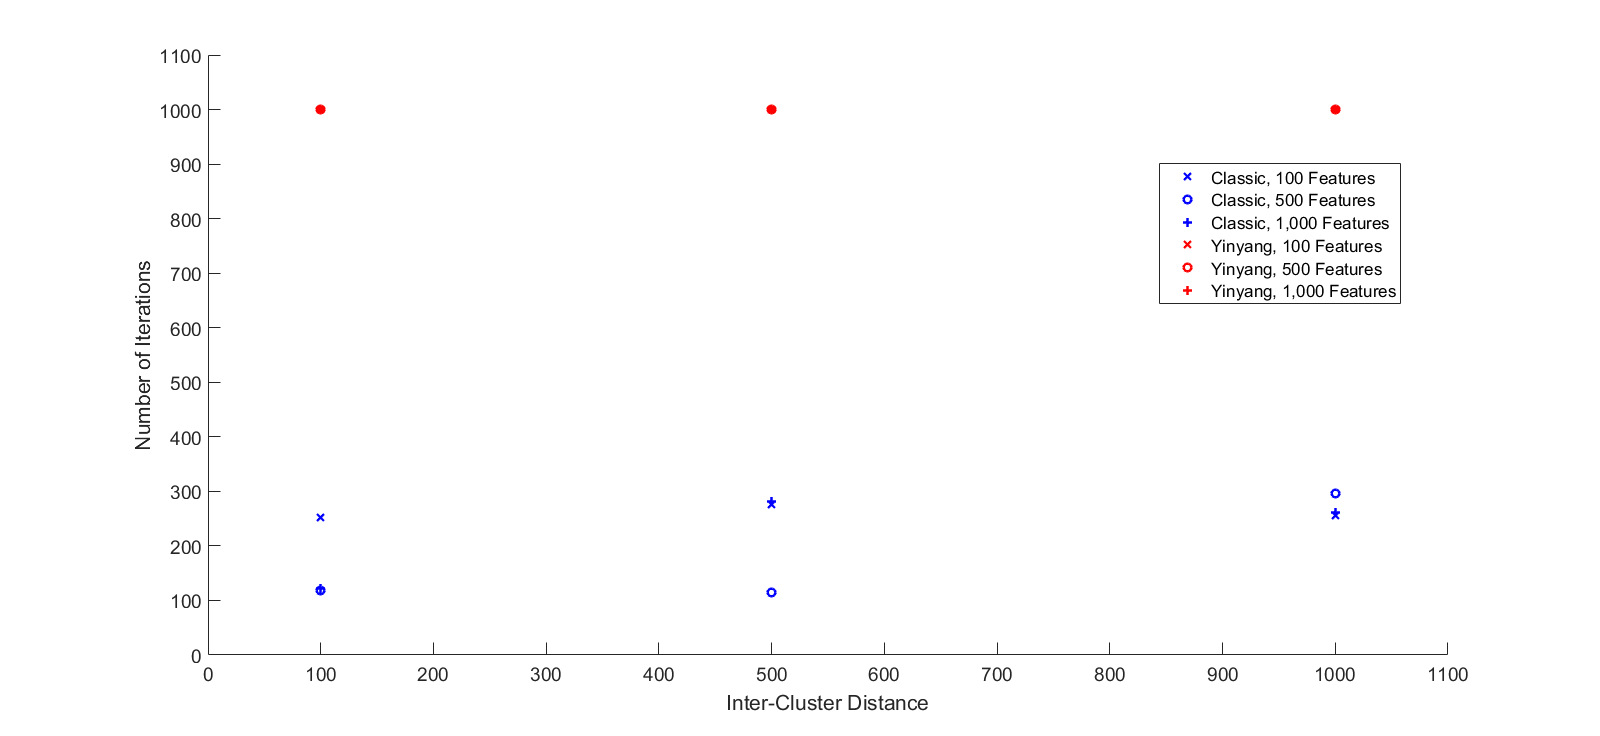 1100
1000
900
800
700
600
500
400
300
200
100
0
Number of Iterations
Classic, 100 Features
Classic, 500 Features
Classic, 1,000 Features
Yinyang, 100 Features
Yinyang, 500 Features
Yinyang, 1,000 Features
0 100 200 300 400 500 600 700 800 900 1000 1100
Inter-Cluster Distance